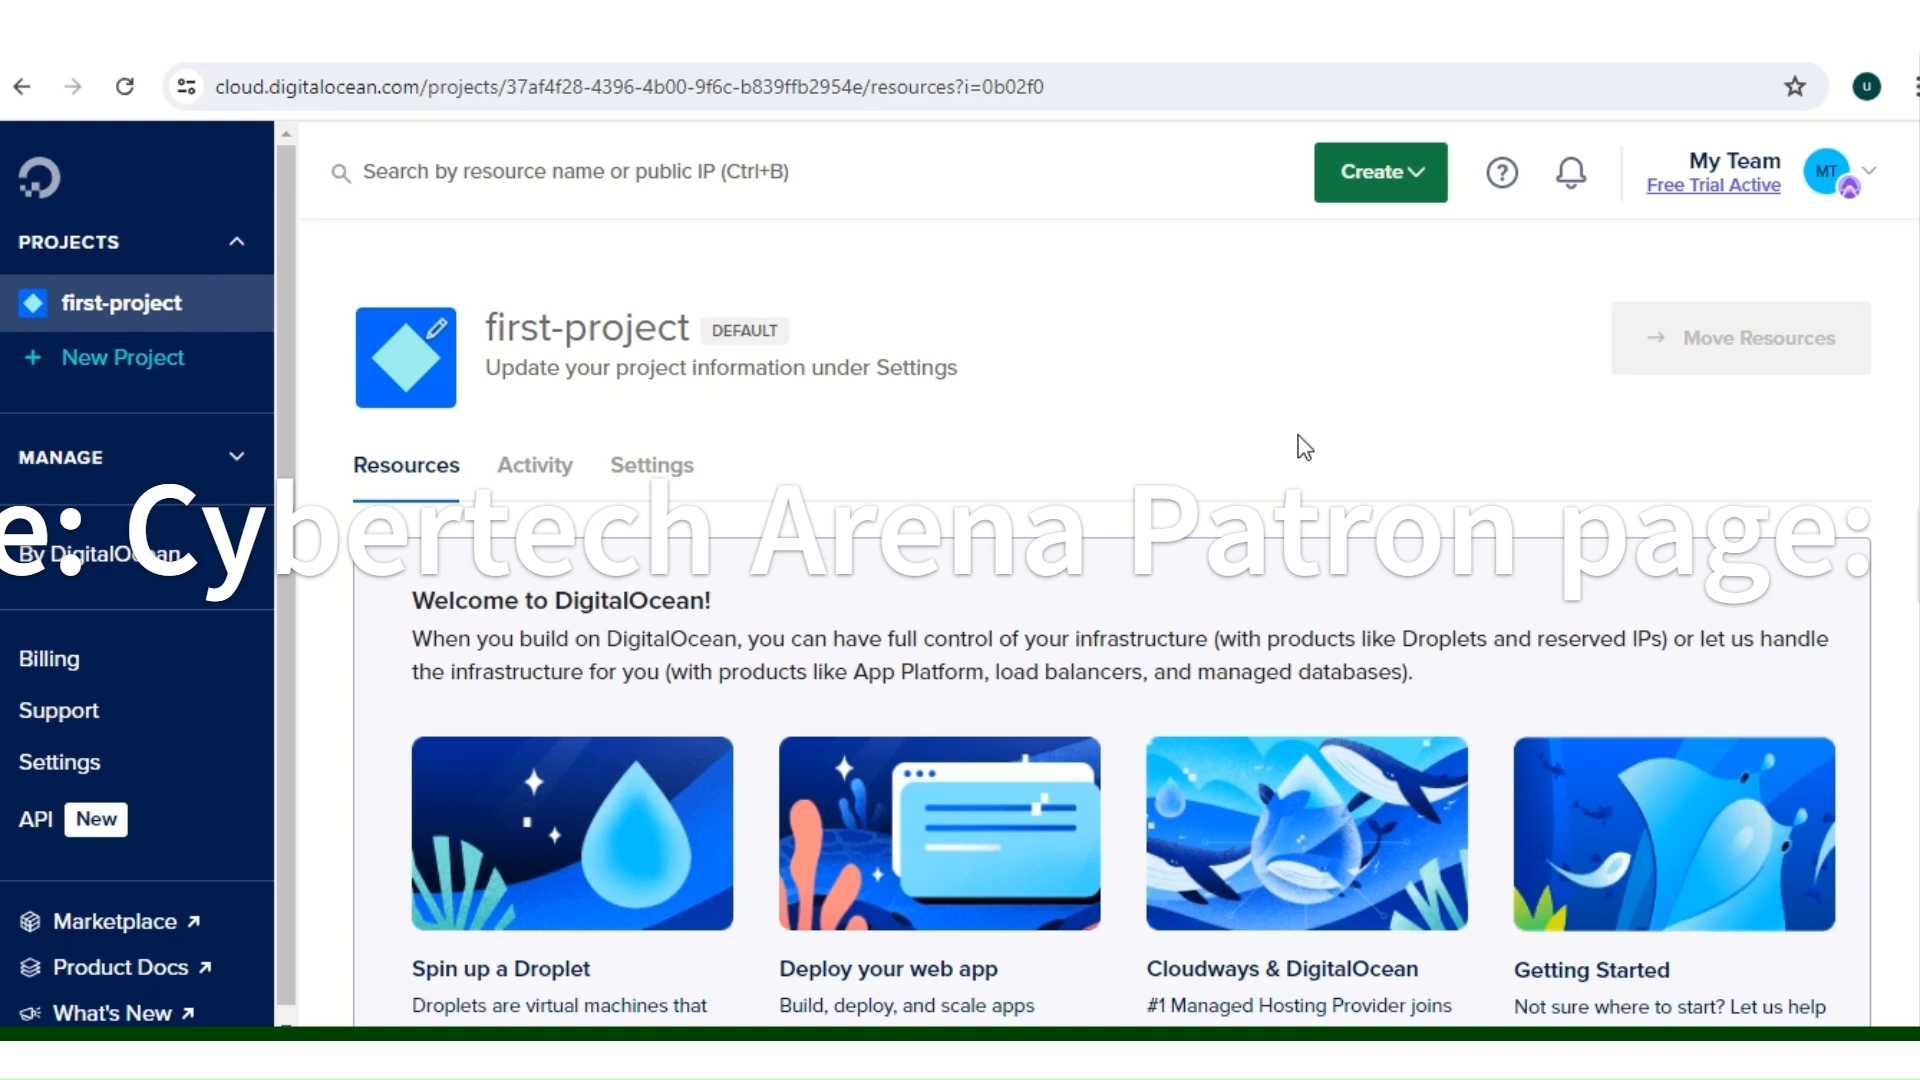 cloud.digitalocean.com/projects/37af4f28-4396-4b00-9f6c-b839ffb2954e/resources?i=0b02f0
u
Search by resource name or public IP (Ctrl+B)
Create
My Team
Free Trial Active
MT
PROJECTS
first-project
New Project
MANAGE
By DigitalOcean
Billing
Support
Settings
API New
Marketplace
Product Docs
What's New
first-project DEFAULT
Update your project information under Settings
Move Resources
Resources Activity Settings
e: Cybertech Arena Patron page:
Welcome to DigitalOcean!
When you build on DigitalOcean, you can have full control of your infrastructure (with products like Droplets and reserved IPs) or let us handle
the infrastructure for you (with products like App Platform, load balancers, and managed databases).
Spin up a Droplet
Droplets are virtual machines that
Deploy your web app
Build, deploy, and scale apps
Cloudways & DigitalOcean
#1 Managed Hosting Provider joins
Getting Started
Not sure where to start? Let us help